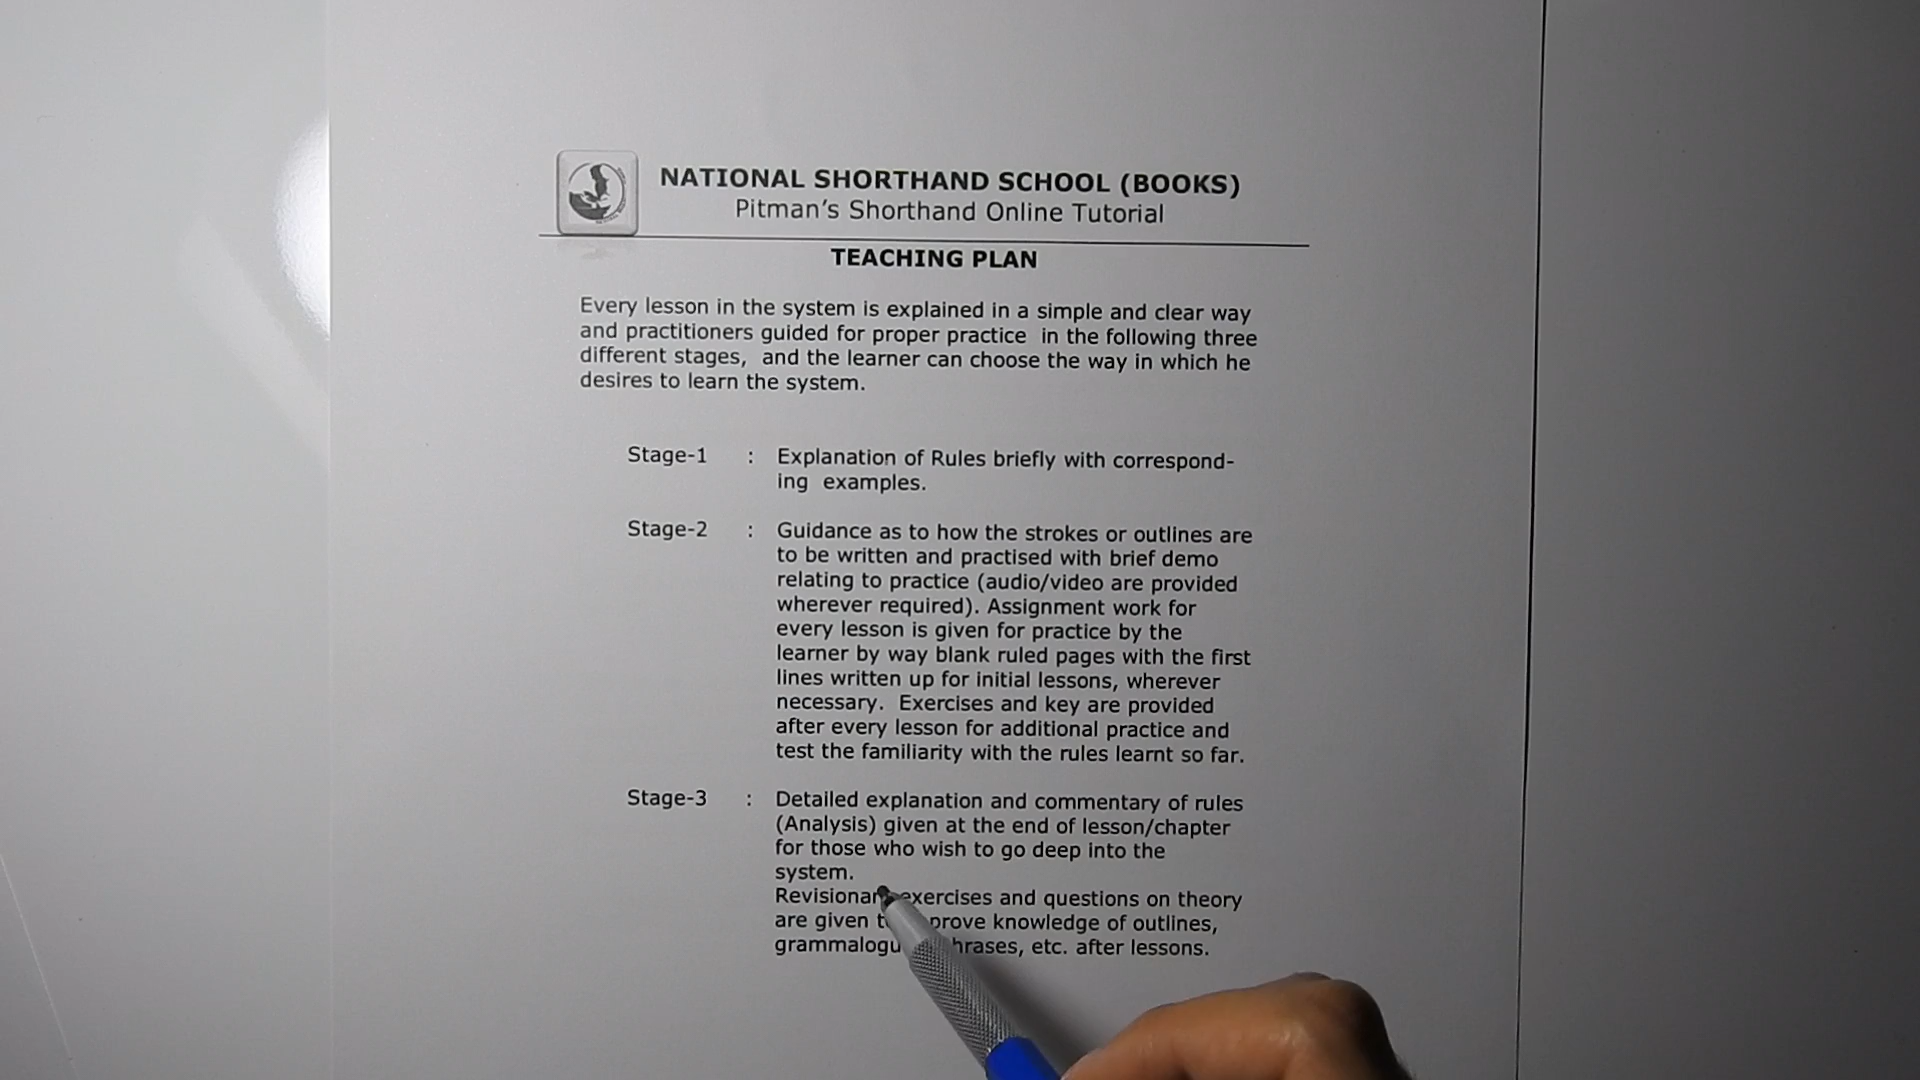 NATIONAL SHORTHAND SCHOOL (BOOKS)
Pitman's Shorthand Online Tutorial
TEACHING PLAN
Every lesson in the system is explained in a simple and clear way
and practitioners guided for proper practice in the following three
different stages, and the learner can choose the way in which he
desires to learn the system.
Stage-1 : Explanation of Rules briefly with correspond-
ing examples.
Stage-2 : Guidance as to how the strokes or outlines are
to be written and practised with brief demo
relating to practice (audio/video are provided
wherever required). Assignment work for
every lesson is given for practice by the
learner by way blank ruled pages with the first
lines written up for initial lessons, wherever
necessary. Exercises and key are provided
after every lesson for additional practice and
test the familiarity with the rules learnt so far.
Stage-3 : Detailed explanation and commentary of rules
(Analysis) given at the end of lesson/chapter
for those who wish to go deep into the
system.
exercises and questions on theory
are given knowledge of outlines,
etc. after lessons.